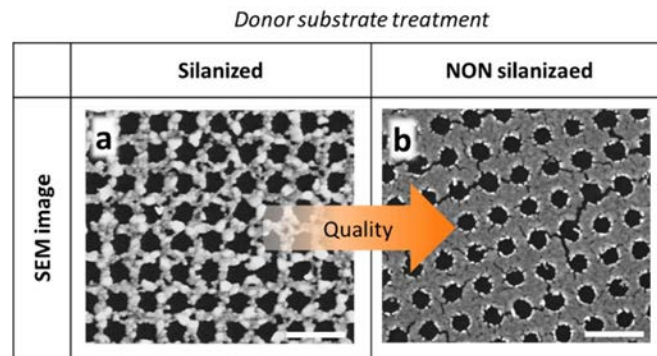 Donor substrate treatment
Silanized
NON silanizaed
SEM image
a
b
Quality